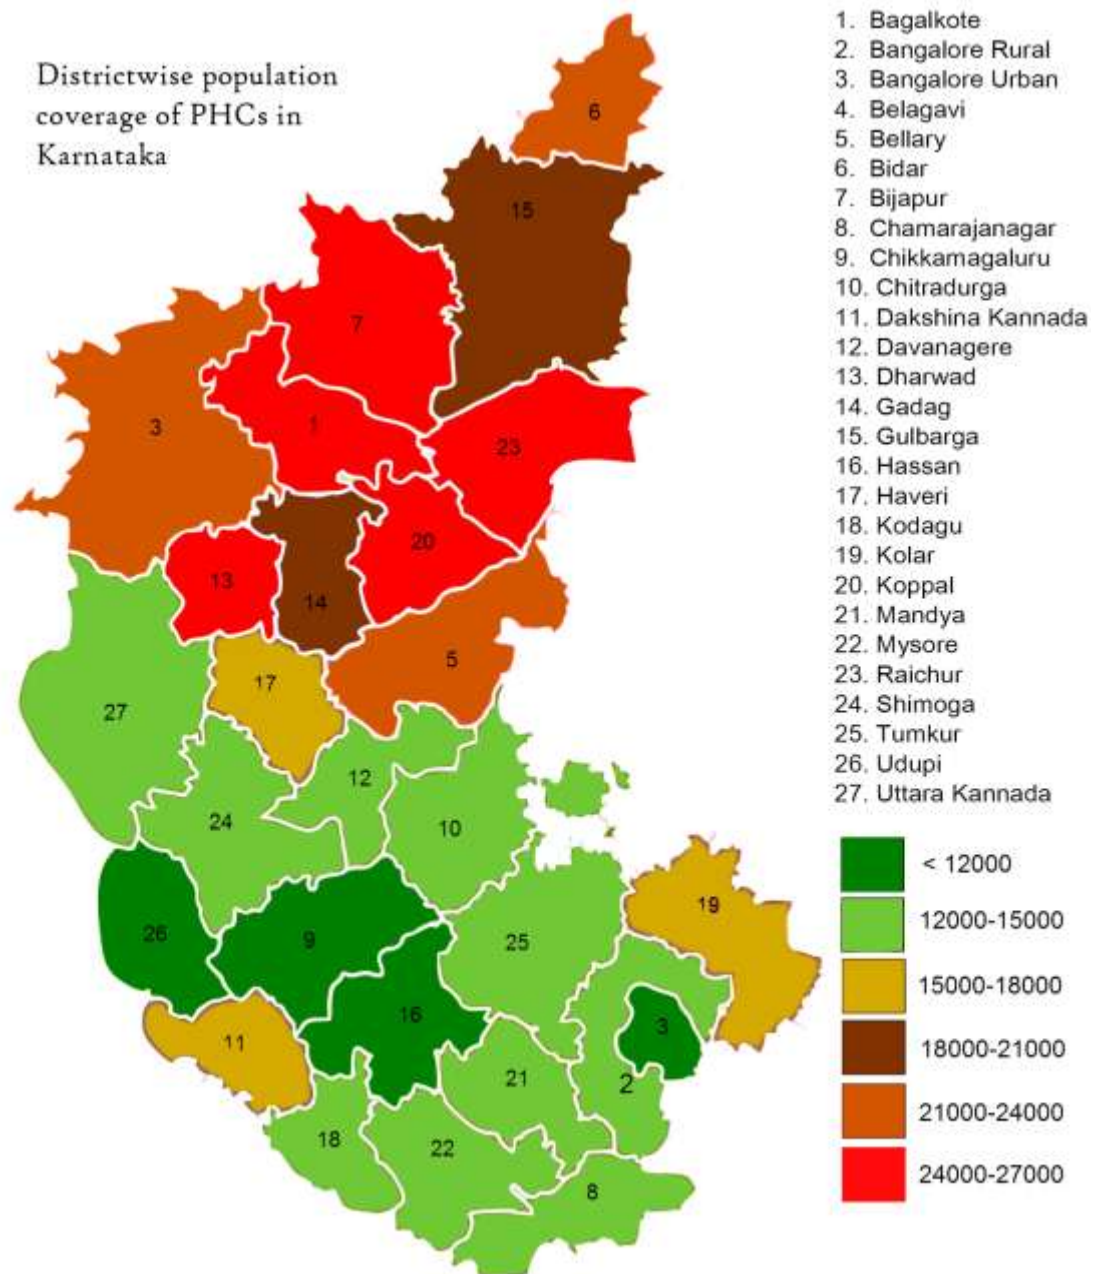 Districtwise population
coverage of PHCs in
Karnataka
1. Bagalkote
2. Bangalore Rural
3. Bangalore Urban
4. Belagavi
5. Bellary
6. Bidar
7. Bijapur
8. Chamarajanagar
9. Chikkamagaluru
10. Chitradurga
11. Dakshina Kannada
12. Davanagere
13. Dharwad
14. Gadag
15. Gulbarga
16. Hassan
17. Haveri
18. Kodagu
19. Kolar
20. Koppal
21. Mandya
22. Mysore
23. Raichur
24. Shimoga
25. Tumkur
26. Udupi
27. Uttara Kannada
< 12000
12000-15000
15000-18000
18000-21000
21000-24000
24000-27000
6
15
7
3
1
23
20
13
14
5
17
27
12
24
10
19
26
9
25
16
3
11
21
2
18
22
8